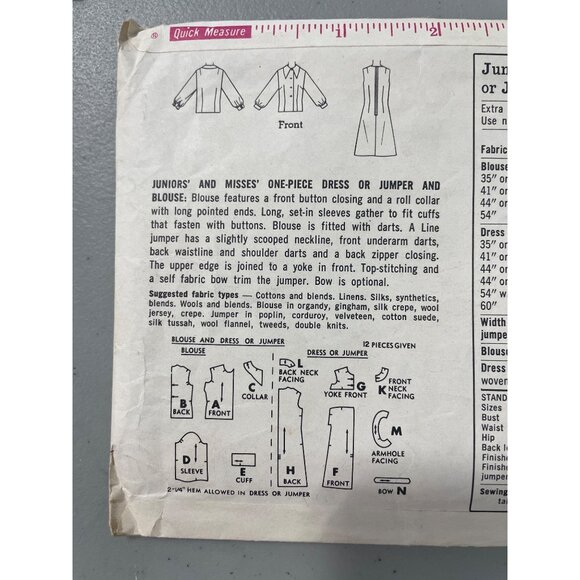 ® Quick Measure 1 2
Front
JUNIORS' AND MISSES' ONE-PIECE DRESS OR JUMPER AND
BLOUSE: Blouse features a front button closing and a roll collar
with long pointed ends. Long, set-in sleeves gather to fit cuffs
that fasten with buttons. Blouse is fitted with darts. A Line
jumper has a slightly scooped neckline, front underarm darts,
back waistline and shoulder darts and a back zipper closing.
The upper edge is joined to a yoke in front. Top-stitching and
a self fabric bow trim the jumper. Bow is optional.
Suggested fabric types — Cottons and blends. Linens. Silks, synthetics,
blends. Wools and blends. Blouse in organdy, gingham, silk crepe, wool
jersey, crepe. Jumper in poplin, corduroy, velveteen, cotton suede,
silk tussah, wool flannel, tweeds, double knits.
BLOUSE AND DRESS OR JUMPER 12 PIECES GIVEN
BLOUSE
B
BACK
A
FRONT
C
COLLAR
D
SLEEVE
E
CUFF
DRESS OR JUMPER
L
BACK NECK
FACING
G
YOKE FRONT
K
FRONT
NECK
FACING
H
BACK
F
FRONT
M
ARMHOLE
FACING
BOW N
2-1/4" HEM ALLOWED IN DRESS OR JUMPER
Jun
or J
Extra
Use n
Fabric
Blouse
35" or
41" or
44" or
54"
Dress
35" or
41" or
44" or
44" or
54" w
60"
Width
jumper
Blouse
Dress
woven
STAND
Sizes
Bust
Waist
Hip
Back le
Finishe
Finishe
jumper
Sewing
ta